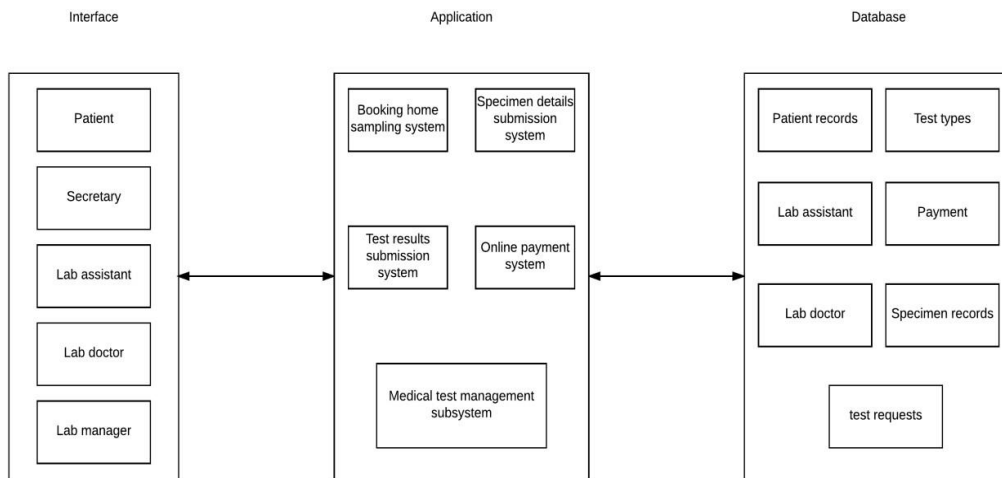 Interface
Application
Database
Patient
Secretary
Lab assistant
Lab doctor
Lab manager
Booking home
sampling system
Specimen details
submission
system
Test results
submission
system
Online payment
system
Medical test management
subsystem
Patient records
Test types
Lab assistant
Payment
Lab doctor
Specimen records
test requests